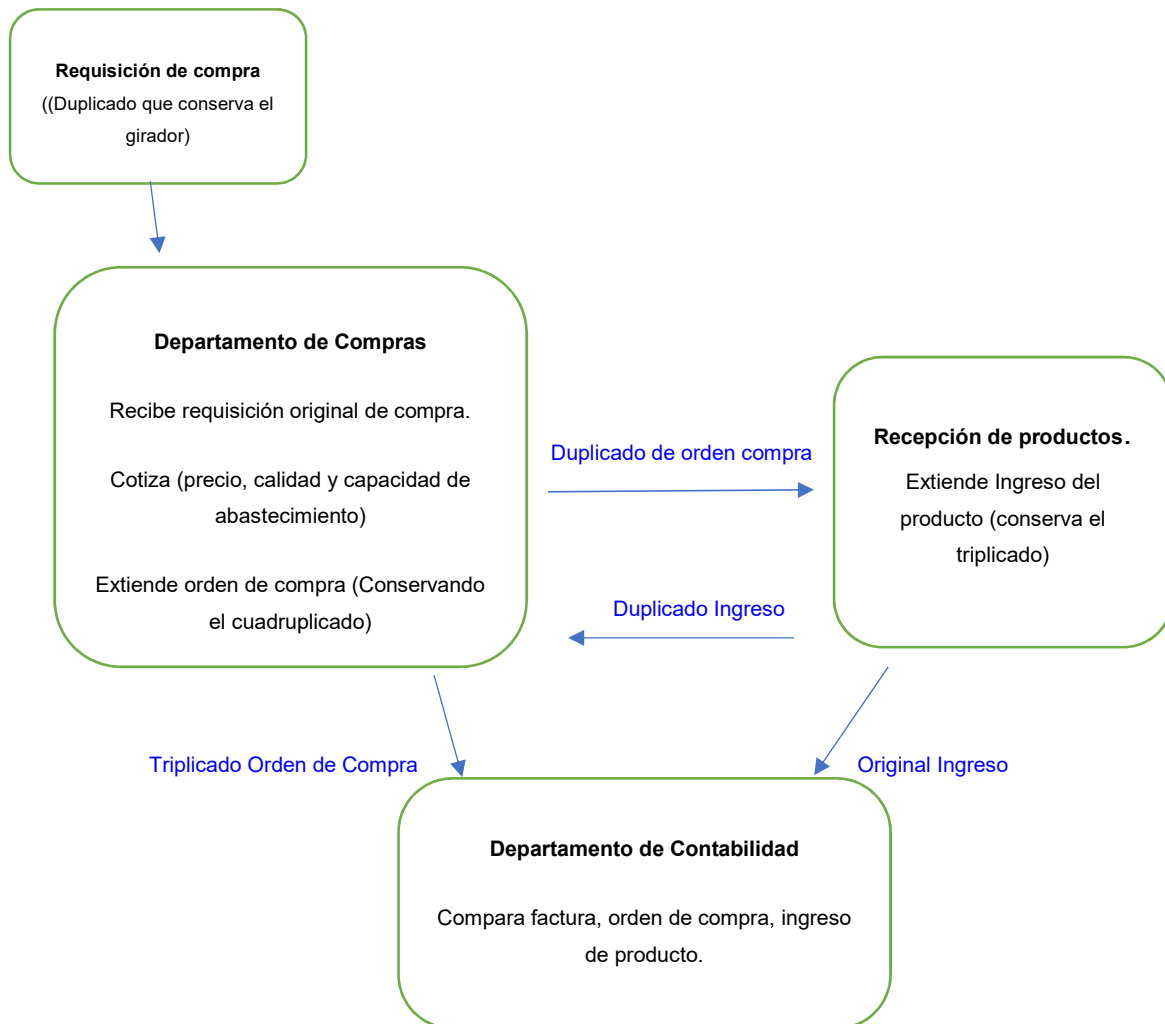 Requisición de compra
((Duplicado que conserva el
girador)
Departamento de Compras
Recibe requisición original de compra.
Cotiza (precio, calidad y capacidad de
abastecimiento)
Extiende orden de compra (Conservando
el cuadruplicado)
Duplicado de orden compra
Recepción de productos.
Extiende Ingreso del
producto (conserva el
triplicado)
Duplicado Ingreso
Triplicado Orden de Compra
Original Ingreso
Departamento de Contabilidad
Compara factura, orden de compra, ingreso
de producto.